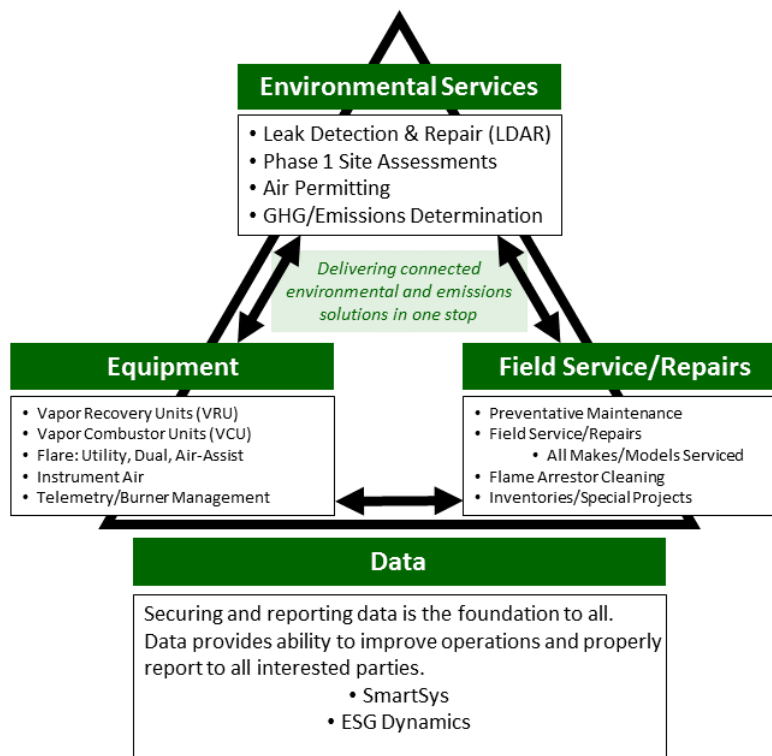 Environmental Services
• Leak Detection & Repair (LDAR)
• Phase 1 Site Assessments
• Air Permitting
• GHG/Emissions Determination
Delivering connected
environmental and emissions
solutions in one stop
Equipment
• Vapor Recovery Units (VRU)
• Vapor Combustor Units (VCU)
• Flare: Utility, Dual, Air-Assist
• Instrument Air
• Telemetry/Burner Management
Field Service/Repairs
• Preventative Maintenance
• Field Service/Repairs
• All Makes/Models Serviced
• Flame Arrestor Cleaning
• Inventories/Special Projects
Data
Securing and reporting data is the foundation to all.
Data provides ability to improve operations and properly
report to all interested parties.
• SmartSys
• ESG Dynamics